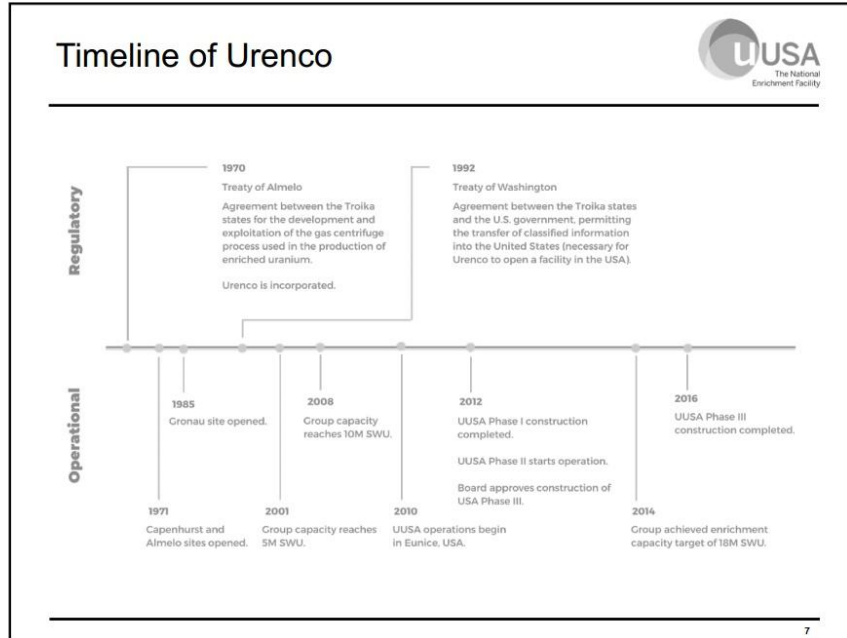 Timeline of Urenco
uUSA
The National
Enrichment Facility
Regulatory
1970
Treaty of Almelo
Agreement between the Troika
states for the development and
exploitation of the gas centrifuge
process used in the production of
enriched uranium.
Urenco is incorporated.
1992
Treaty of Washington
Agreement between the Troika states
and the U.S. government, permitting
the transfer of classified information
into the United States (necessary for
Urenco to open a facility in the USA).
Operational
1985
Gronau site opened.
2008
Group capacity
reaches 10M SWU.
2012
UUSA Phase I construction
completed.
UUSA Phase II starts operation.
Board approves construction of
USA Phase III.
2016
UUSA Phase III
construction completed.
1971
Capenhurst and
Almelo sites opened.
2001
Group capacity reaches
5M SWU.
2010
UUSA operations begin
in Eunice, USA.
2014
Group achieved enrichment
capacity target of 18M SWU.
7